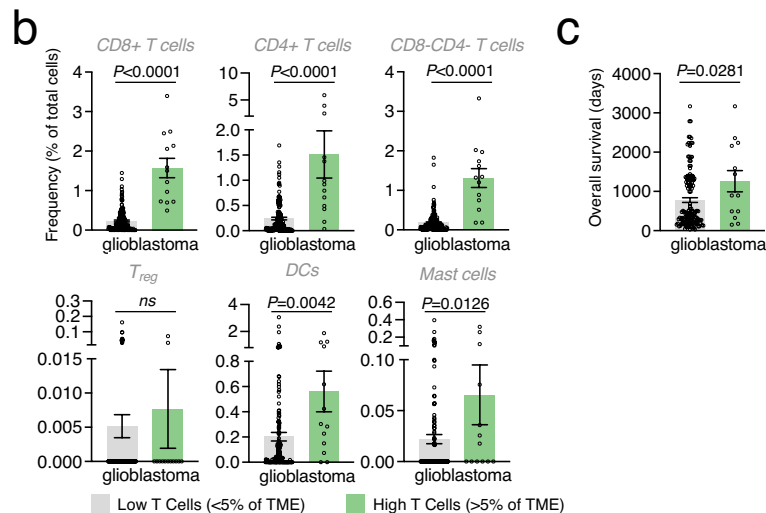 b
c
CD8+ T cells
CD4+ T cells
CD8-CD4- T cells
P<0.0001
P<0.0001
P<0.0001
P=0.0281
Frequency (% of total cells)
4
3
2
1
0
10
5
2.0
1.5
1.0
0.5
0.0
4
3
2
1
0
Overall survival (days)
4000
3000
2000
1000
0
glioblastoma
glioblastoma
glioblastoma
glioblastoma
Treg
DCs
Mast cells
ns
P=0.0042
P=0.0126
0.3
0.2
0.1
0.015
0.010
0.005
0.000
4
2
0.8
0.6
0.4
0.2
0.0
0.6
0.4
0.2
0.10
0.05
0.00
glioblastoma
glioblastoma
glioblastoma
Low T Cells (<5% of TME)
High T Cells (>5% of TME)